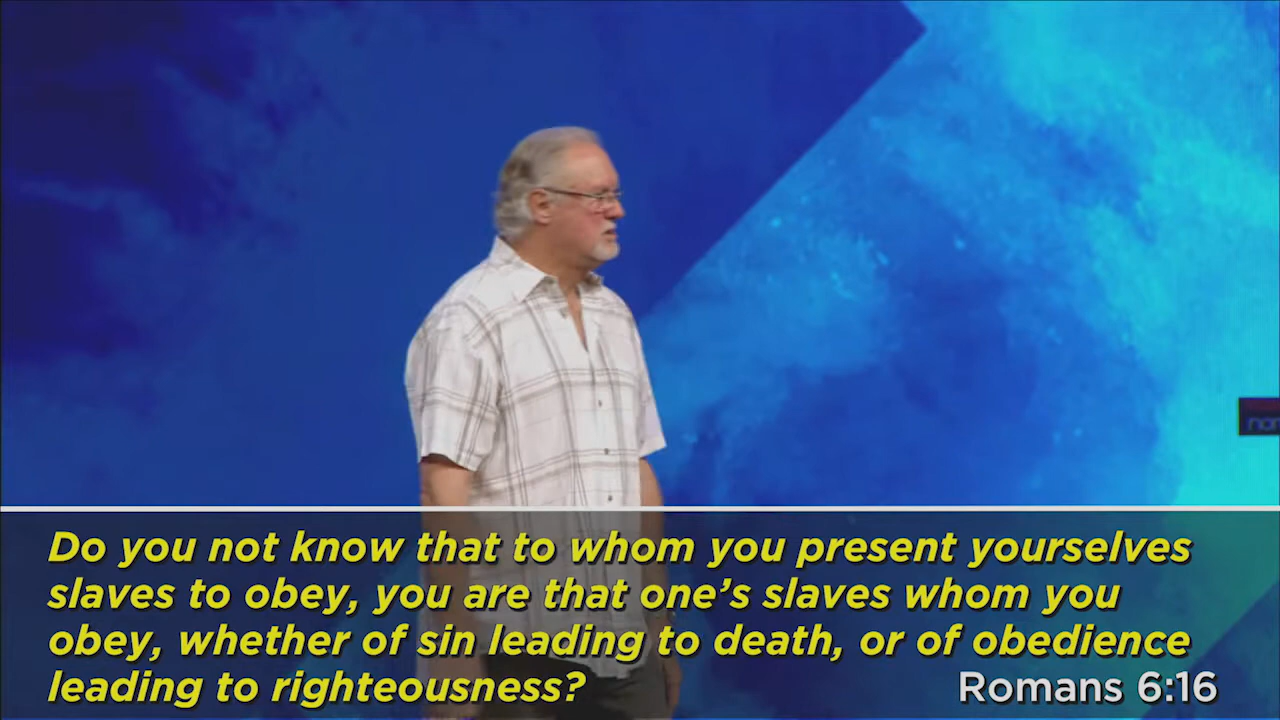 Do you not know that to whom you present yourselves
slaves to obey, you are that one’s slaves whom you
obey, whether of sin leading to death, or of obedience
leading to righteousness?
Romans 6:16